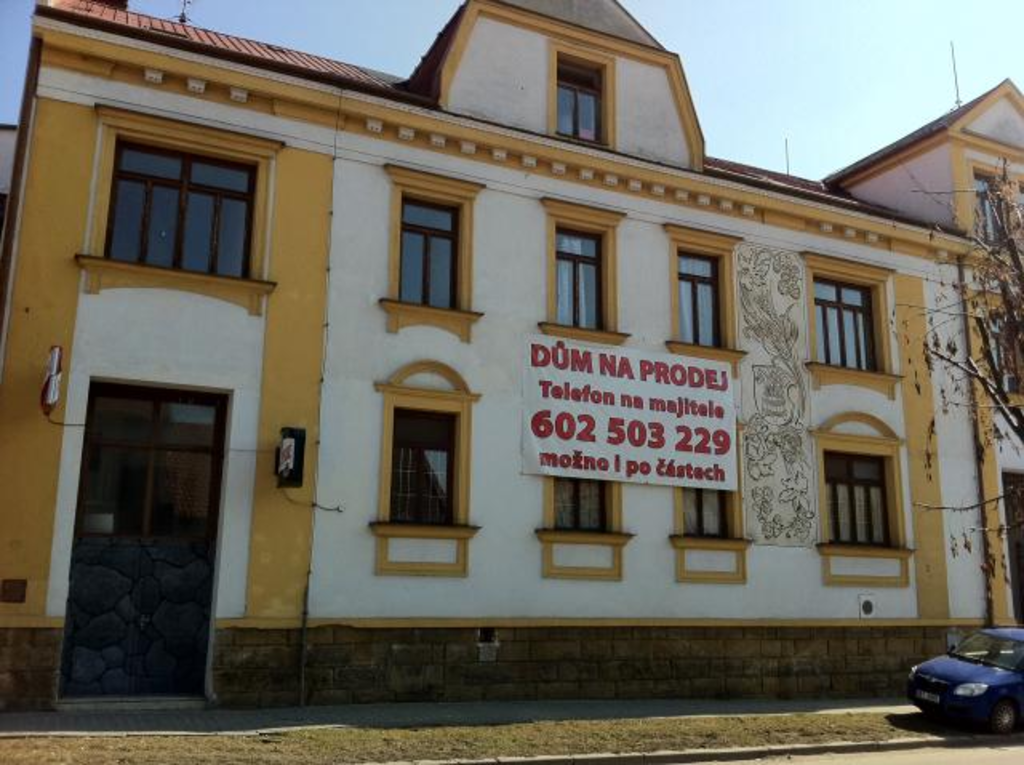 DŮM NA PRODEJ
Telefon na majitele
602 503 229
možno i po částech